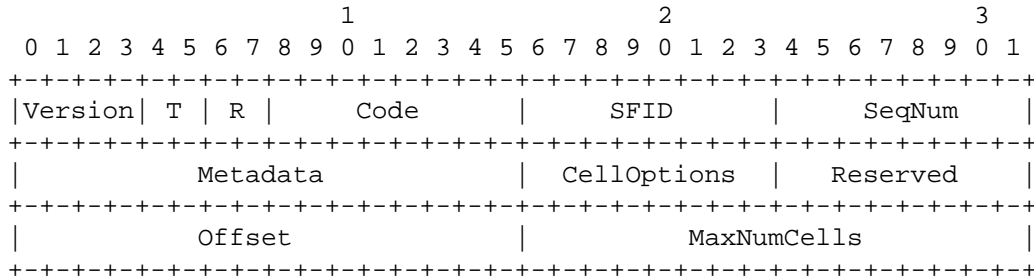 1                   2                   3
 0 1 2 3 4 5 6 7 8 9 0 1 2 3 4 5 6 7 8 9 0 1 2 3 4 5 6 7 8 9 0 1
+-+-+-+-+-+-+-+-+-+-+-+-+-+-+-+-+-+-+-+-+-+-+-+-+-+-+-+-+-+-+-+-+
|Version| T | R |     Code      |     SFID      |     SeqNum    |
+-+-+-+-+-+-+-+-+-+-+-+-+-+-+-+-+-+-+-+-+-+-+-+-+-+-+-+-+-+-+-+-+
|           Metadata            |  CellOptions  |   Reserved    |
+-+-+-+-+-+-+-+-+-+-+-+-+-+-+-+-+-+-+-+-+-+-+-+-+-+-+-+-+-+-+-+-+
|           Offset              |          MaxNumCells          |
+-+-+-+-+-+-+-+-+-+-+-+-+-+-+-+-+-+-+-+-+-+-+-+-+-+-+-+-+-+-+-+-+